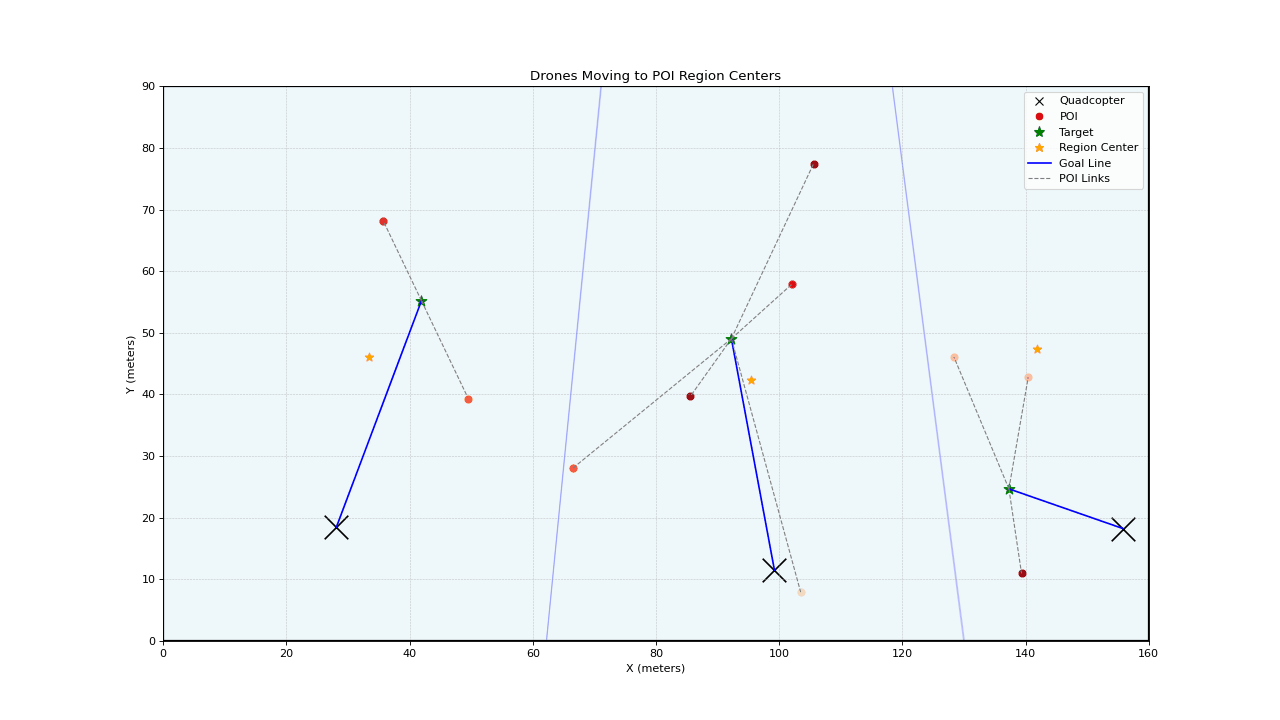 Drones Moving to POI Region Centers
Quadcopter
POI
Target
Region Center
Goal Line
POI Links
Y (meters)
90
80
70
60
50
40
30
20
10
0
0 20 40 60 80 100 120 140 160
X (meters)